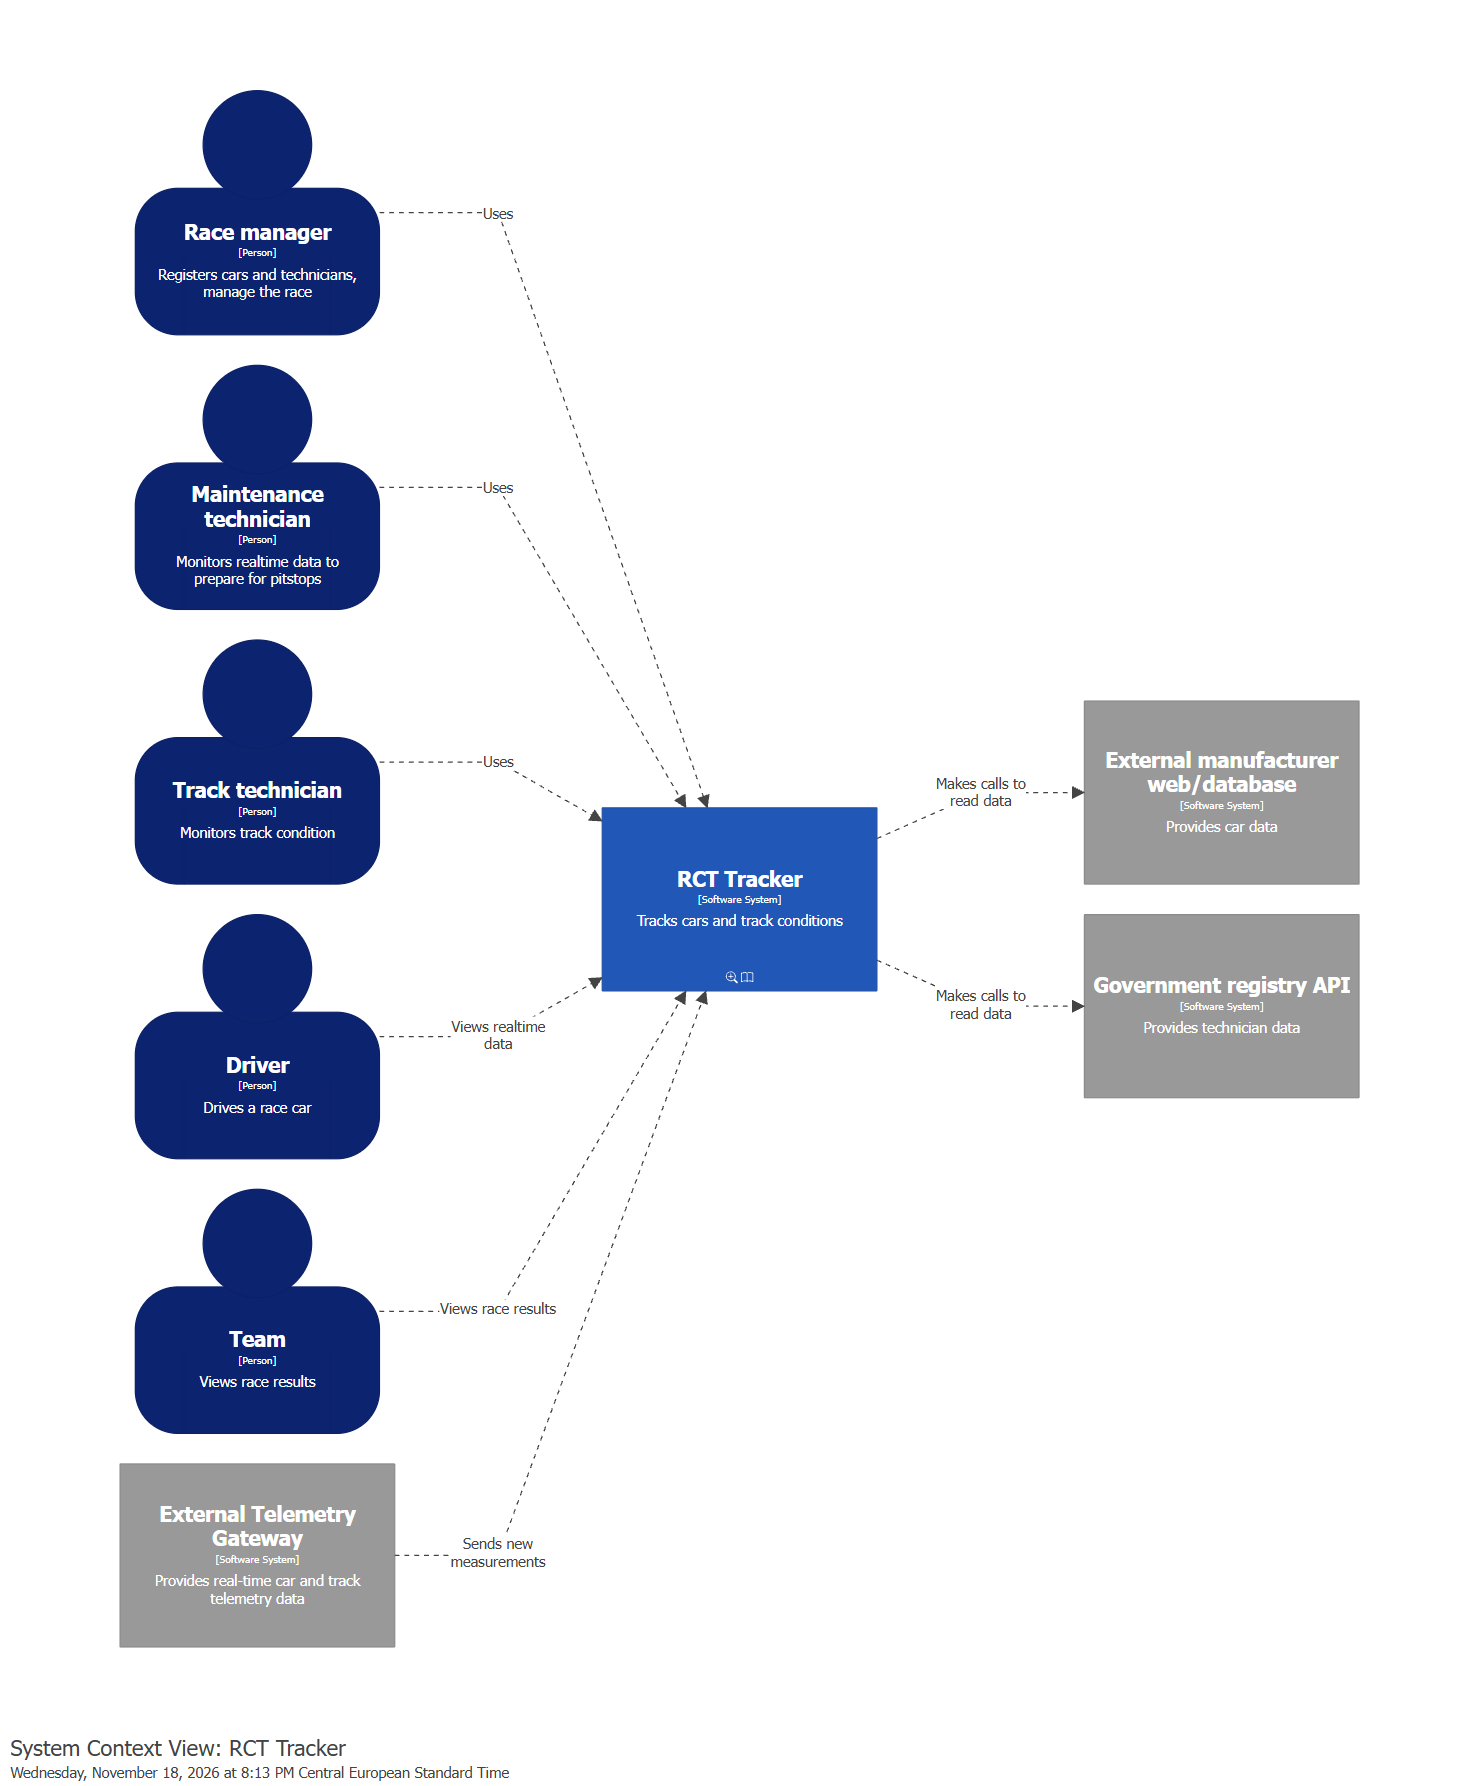 Race manager
[Person]
Registers cars and technicians,
manage the race
Uses
Maintenance
technician
[Person]
Monitors realtime data to
prepare for pitstops
Uses
Track technician
[Person]
Monitors track condition
Uses
Driver
[Person]
Drives a race car
Views realtime
data
Team
[Person]
Views race results
Views race results
External Telemetry
Gateway
[Software System]
Provides real-time car and track
telemetry data
Sends new
measurements
RCT Tracker
[Software System]
Tracks cars and track conditions
Makes calls to
read data
External manufacturer
web/database
[Software System]
Provides car data
Makes calls to
read data
Government registry API
[Software System]
Provides technician data
System Context View: RCT Tracker
Wednesday, November 18, 2026 at 8:13 PM Central European Standard Time